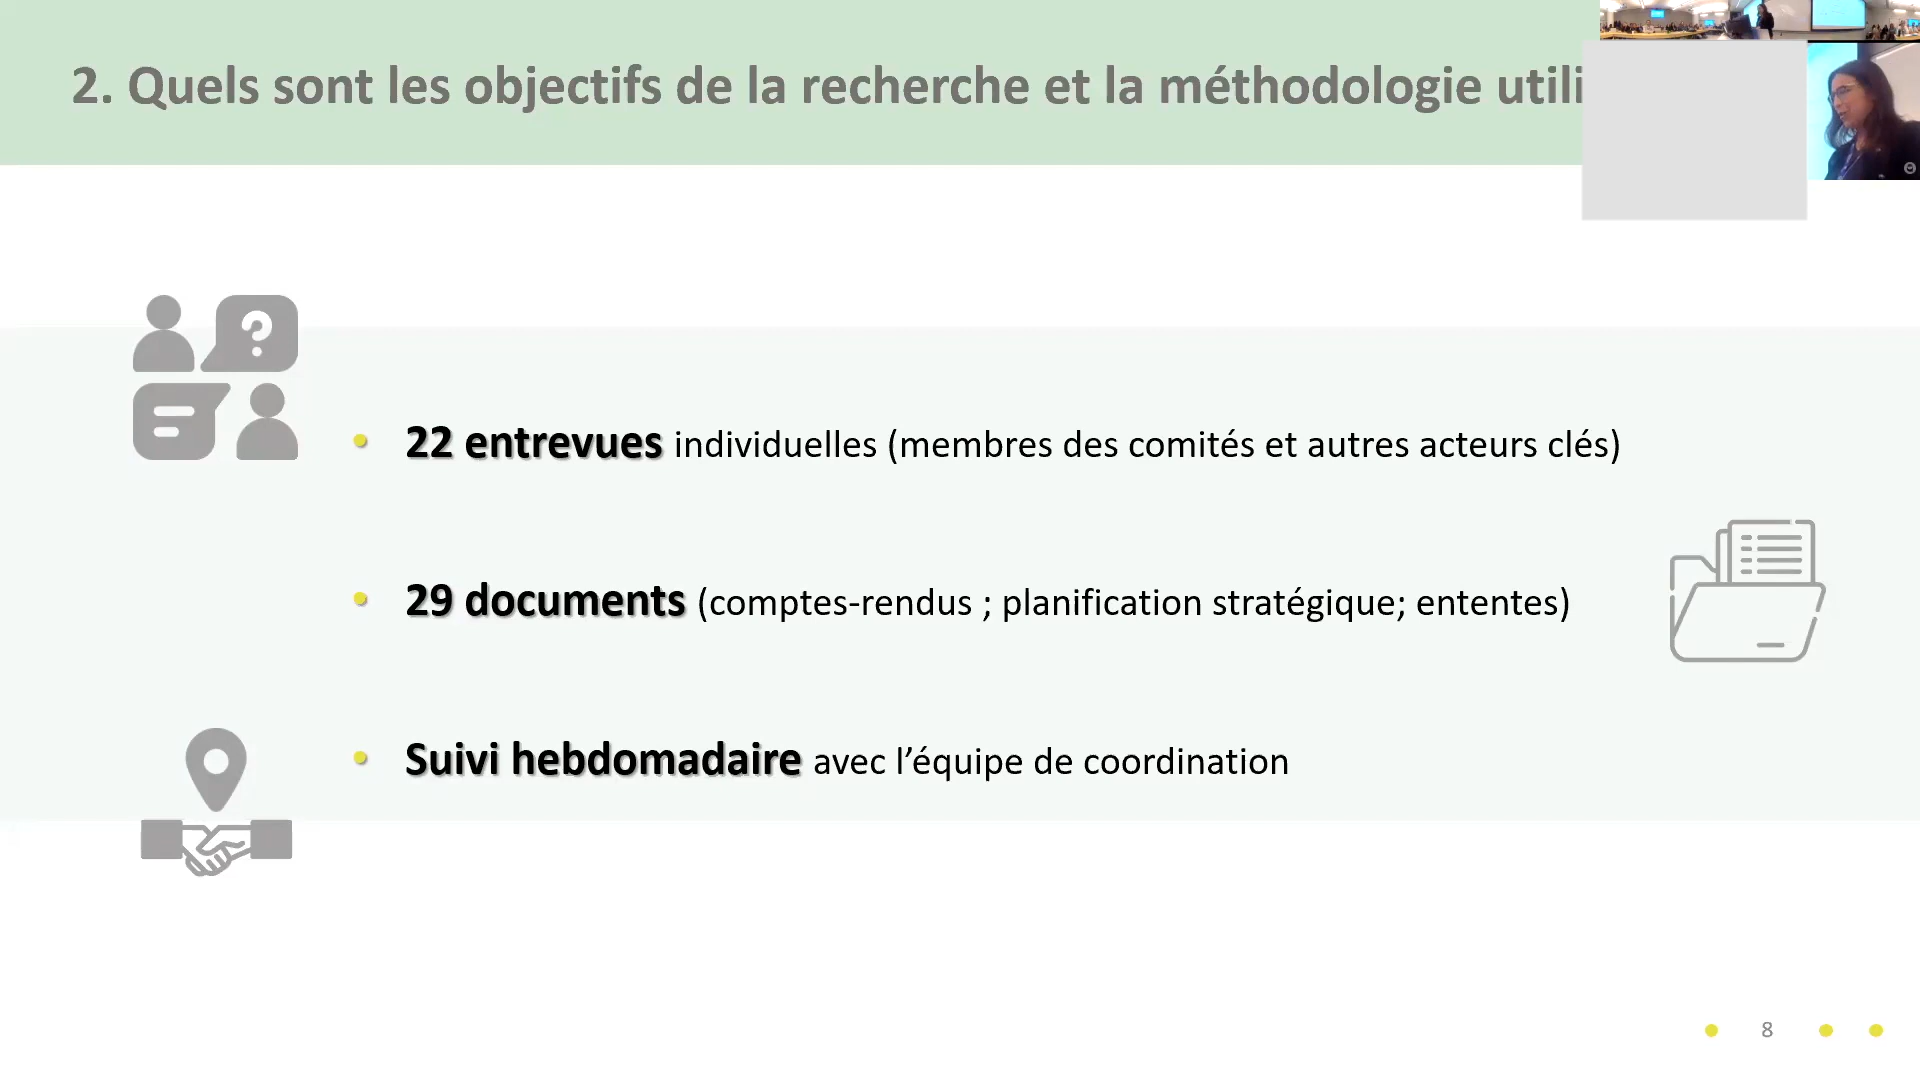 2. Quels sont les objectifs de la recherche et la méthodologie utili
22 entrevues individuelles (membres des comités et autres acteurs clés)
29 documents (comptes-rendus ; planification stratégique; ententes)
Suivi hebdomadaire avec l’équipe de coordination
8